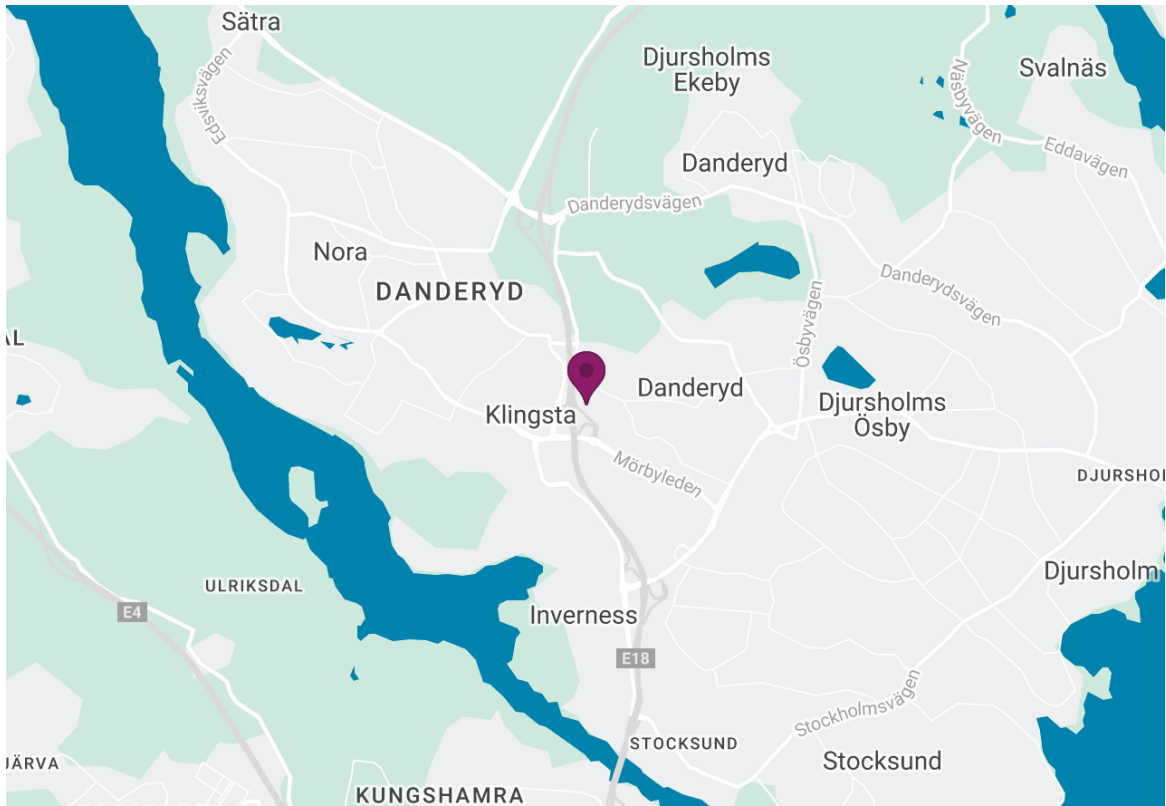 Sätra
Djursholms
Ekeby
Svalnäs
Edsviksvägen
Näsbyvägen
Eddavägen
Danderyd
Danderydsvägen
Nora
DANDERYD
Danderydsvägen
Ösbyvägen
AL
Danderyd
Djursholms
Ösby
Klingsta
Mörbyleden
DJURSHOL
Djursholm
ULRIKSDAL
E4
Inverness
E18
Stockholmsvägen
STOCKSUND
Stocksund
JÄRVA
KUNGSHAMRA